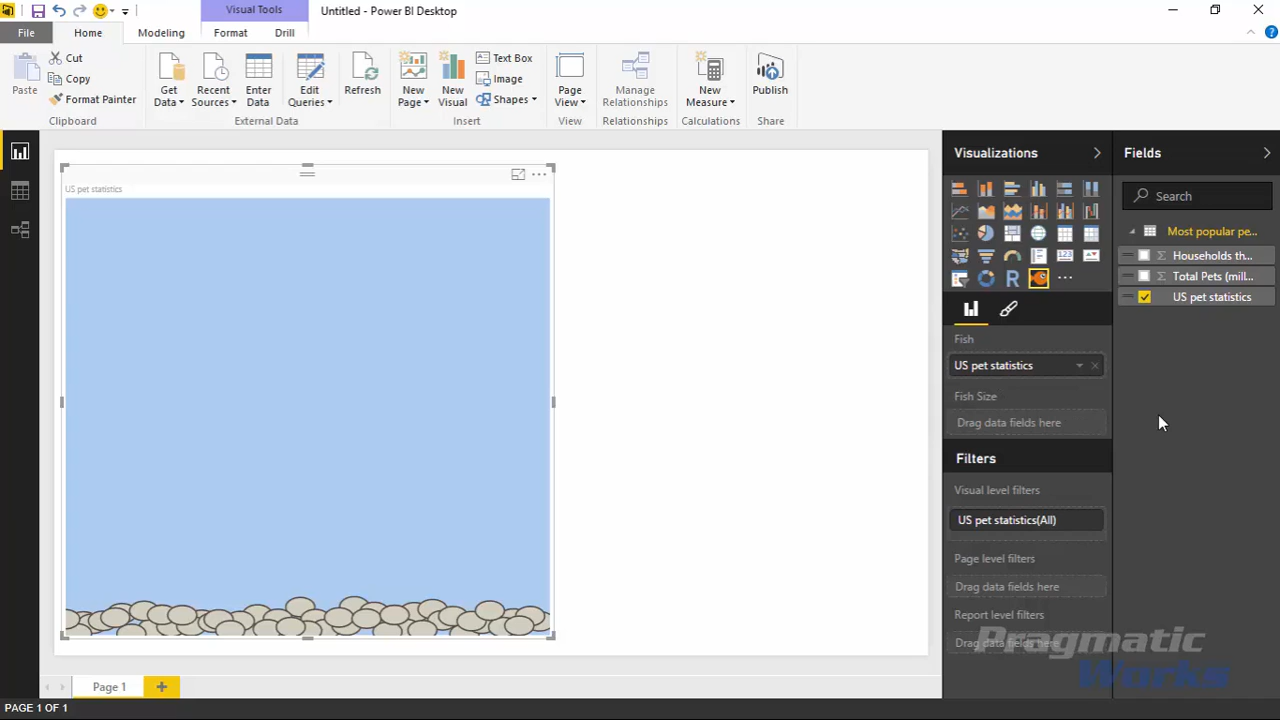 Visual Tools
Untitled - Power BI Desktop
File
Home
Modeling
Format
Drill
Paste
Cut
Copy
Format Painter
Clipboard
Get Data
Recent Sources
Enter Data
Edit Queries
Refresh
External Data
New Page
New Visual
Text Box
Image
Shapes
Insert
Page View
View
Manage Relationships
Relationships
New Measure
Calculations
Publish
Share
US pet statistics
Visualizations
R
Fish
US pet statistics
Fish Size
Drag data fields here
Filters
Visual level filters
US pet statistics(All)
Page level filters
Drag data fields here
Report level filters
Drag data fields here
Fields
Search
Most popular pe...
Households th...
Total Pets (mill...
US pet statistics
Pragmatic
Works
Page 1
PAGE 1 OF 1